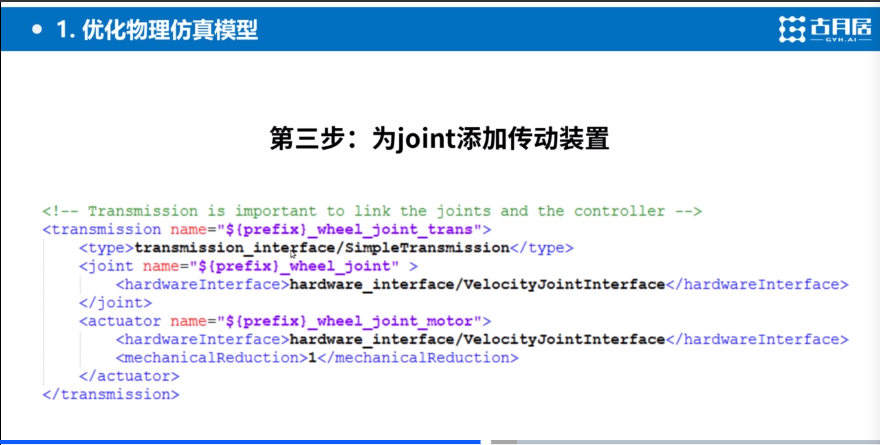 • 1. 优化物理仿真模型
古月居
GYH.AI
第三步：为joint添加传动装置
<!-- Transmission is important to link the joints and the controller -->
<transmission name="${prefix}_wheel_joint_trans">
<type>transmission_interface/SimpleTransmission</type>
<joint name="${prefix}_wheel_joint" >
<hardwareInterface>hardware_interface/VelocityJointInterface</hardwareInterface>
</joint>
<actuator name="${prefix}_wheel_joint_motor">
<hardwareInterface>hardware_interface/VelocityJointInterface</hardwareInterface>
<mechanicalReduction>1</mechanicalReduction>
</actuator>
</transmission>